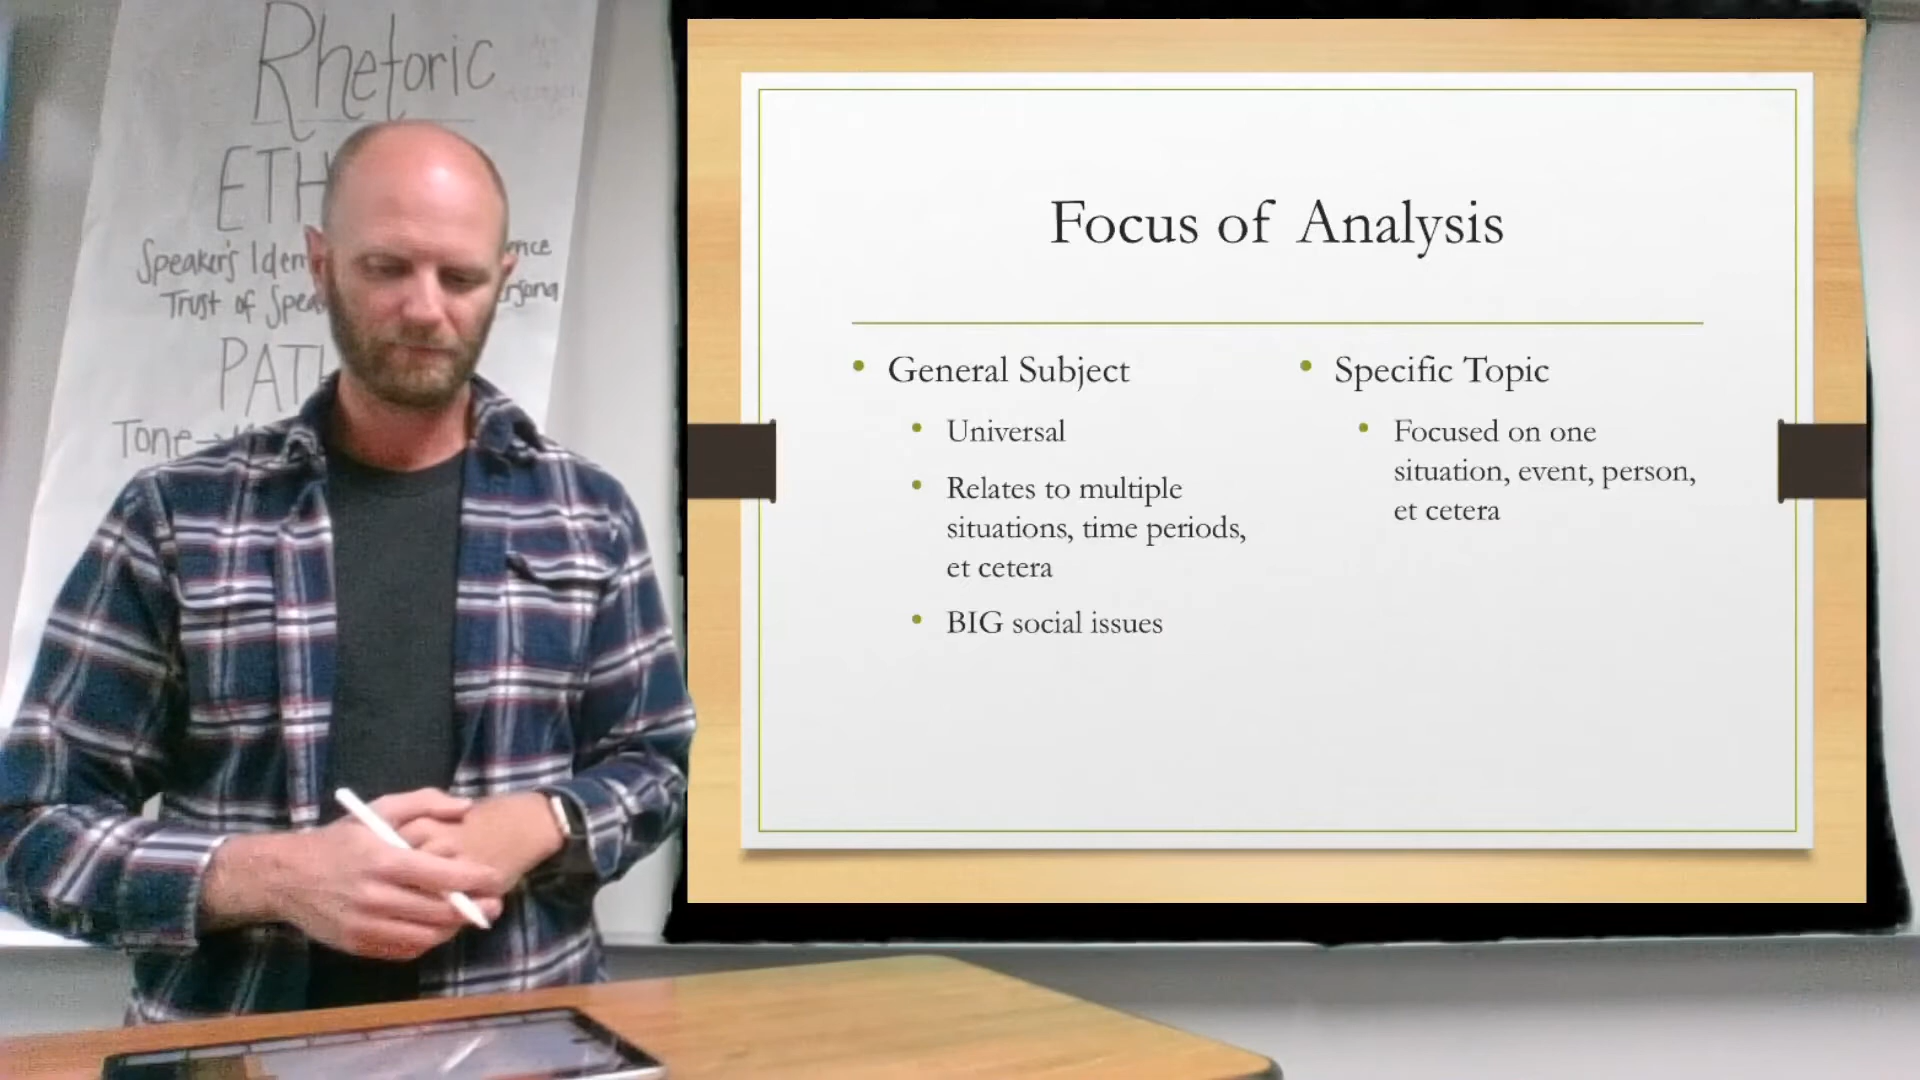 Rhetoric
ETH
Speaker's Iden
nce
Trust of Spea
ersona
PATH
Tone →
Focus of Analysis
• General Subject
• Universal
• Relates to multiple
situations, time periods,
et cetera
• BIG social issues
• Specific Topic
• Focused on one
situation, event, person,
et cetera